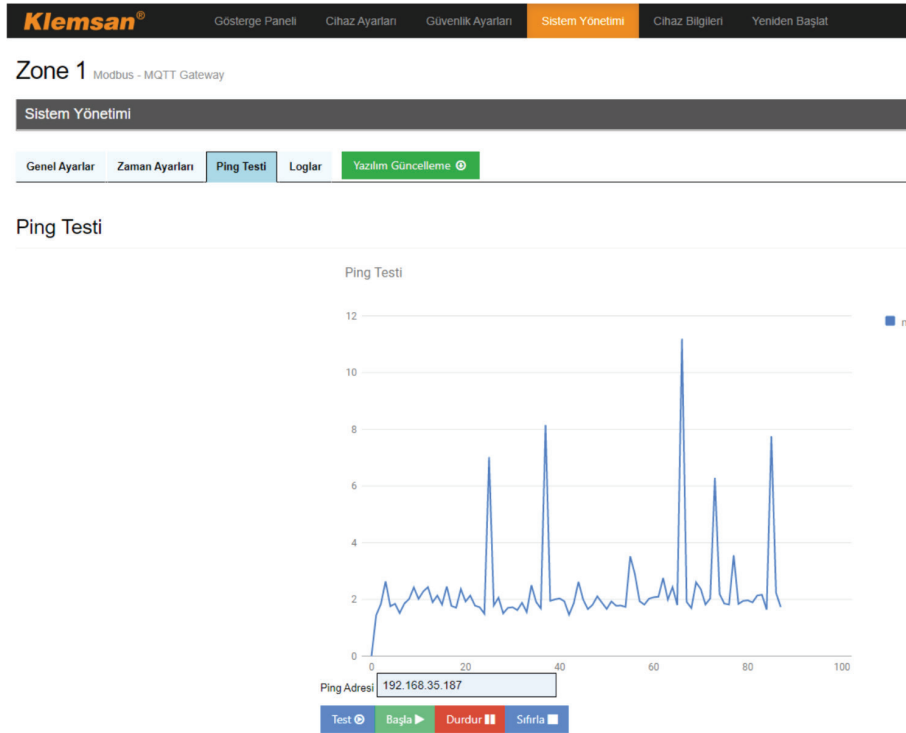 Klemsan®
Gösterge Paneli Cihaz Ayarları Güvenlik Ayarları Sistem Yönetimi Cihaz Bilgileri Yeniden Başlat
Zone 1 Modbus - MQTT Gateway
Sistem Yönetimi
Genel Ayarlar Zaman Ayarları Ping Testi Loglar Yazılım Güncelleme
Ping Testi
Ping Testi
12
10
8
6
4
2
0
0 20 40 60 80 100
Ping Adresi 192.168.35.187
Test Başla Durdur Sıfırla